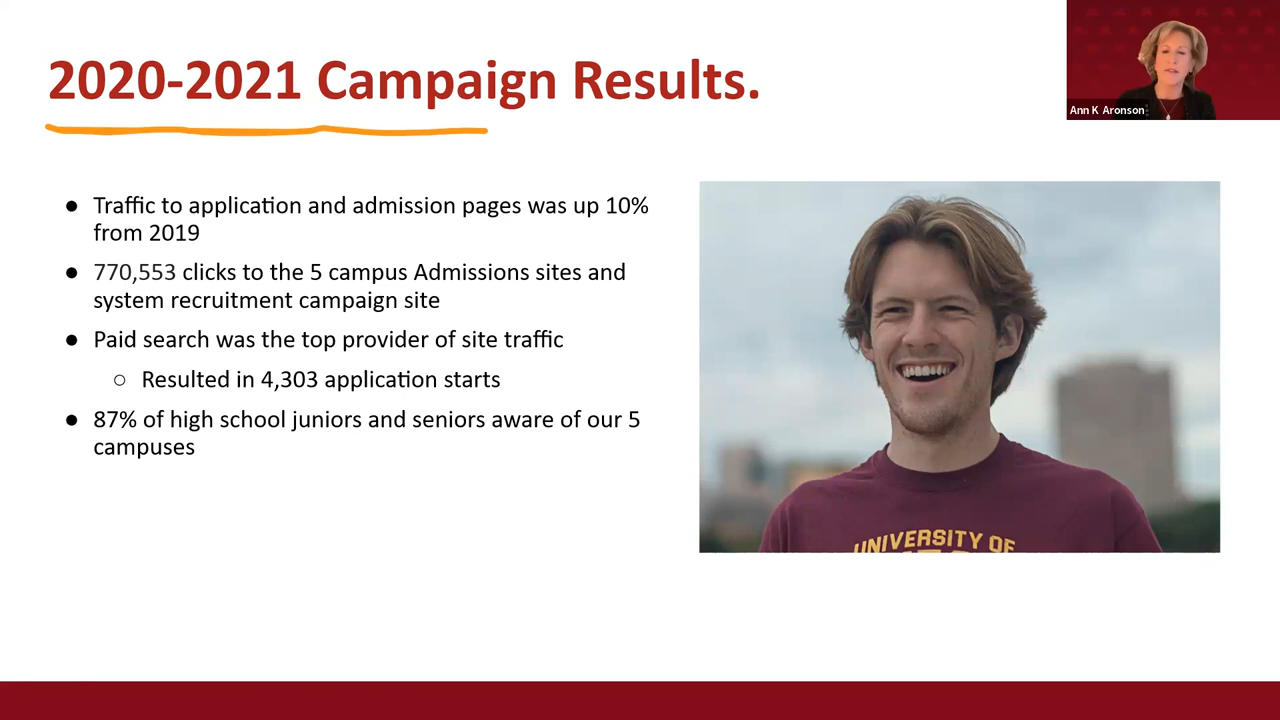 2020-2021 Campaign Results.
Ann K Aronson
● Traffic to application and admission pages was up 10%
from 2019
● 770,553 clicks to the 5 campus Admissions sites and
system recruitment campaign site
● Paid search was the top provider of site traffic
○ Resulted in 4,303 application starts
● 87% of high school juniors and seniors aware of our 5
campuses
UNIVERSITY OF